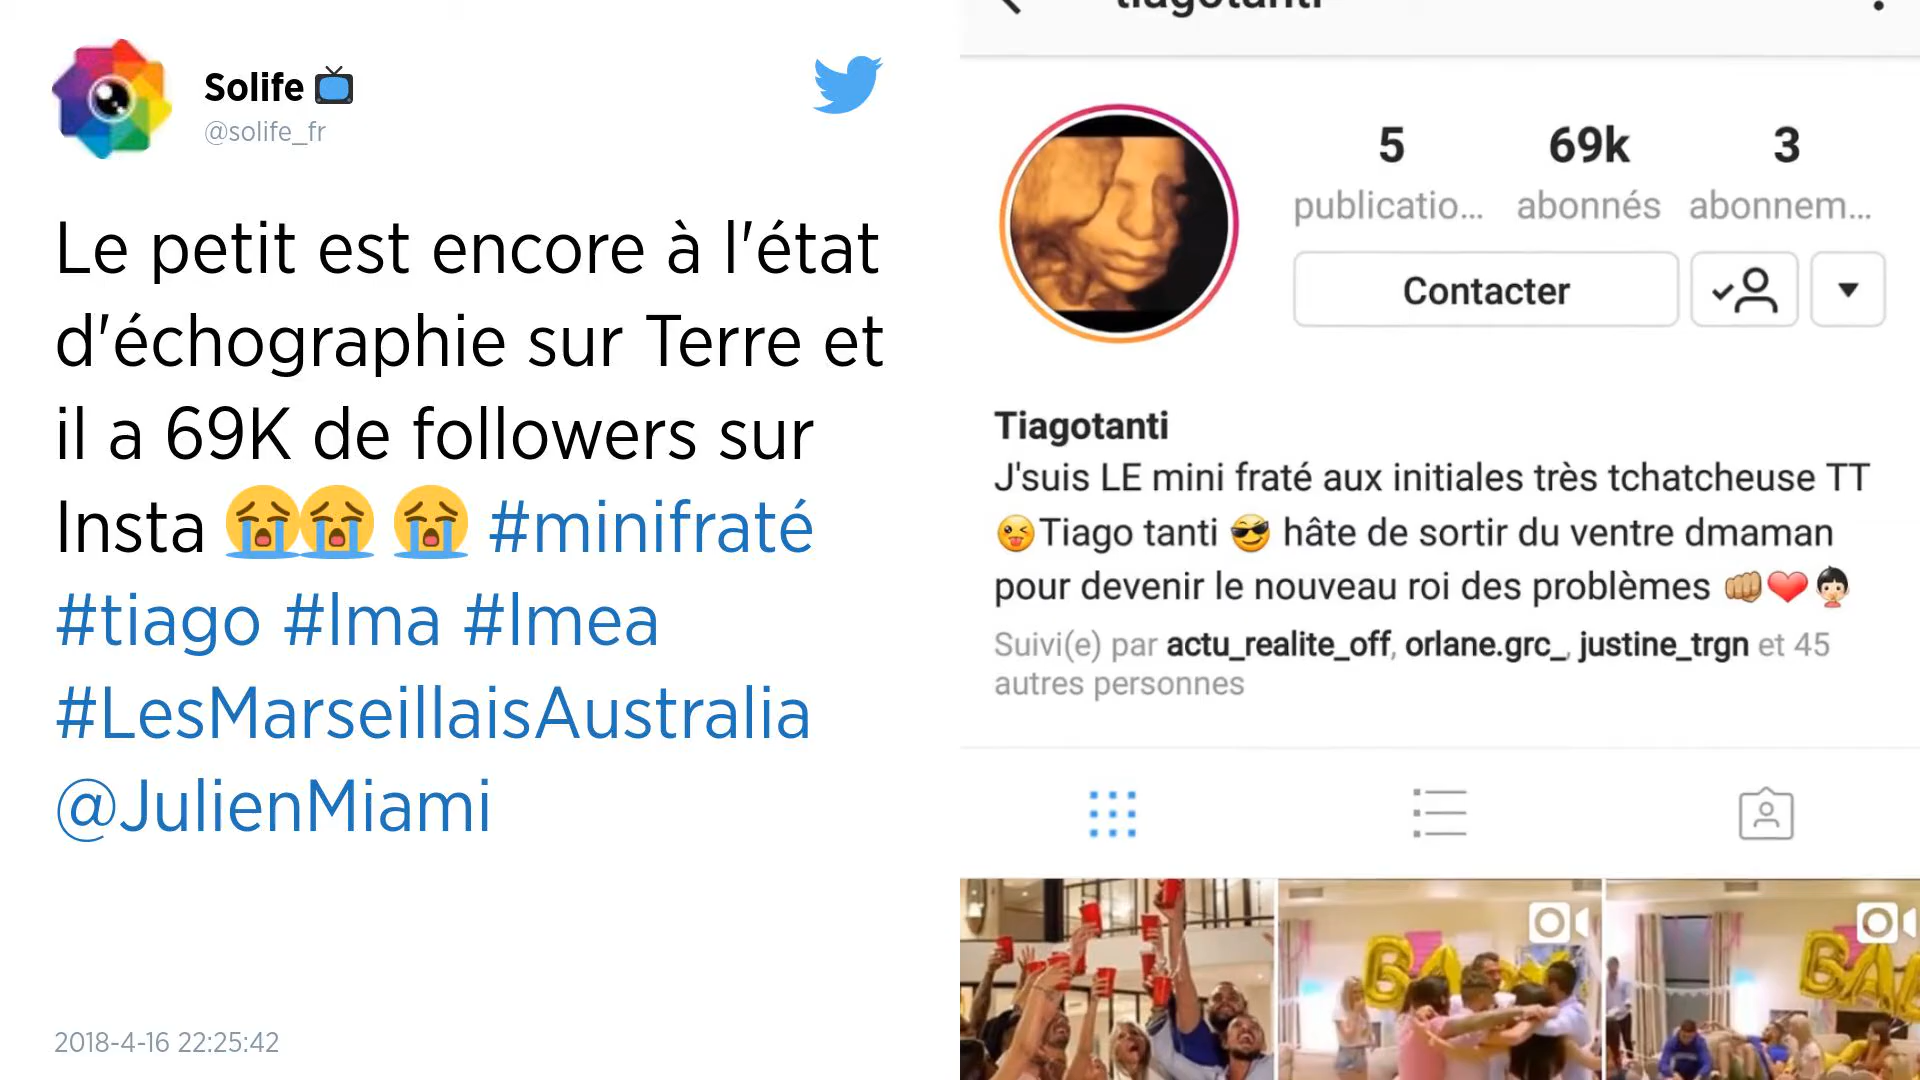 Solife
@solife_fr
Le petit est encore à l'état
d'échographie sur Terre et
il a 69K de followers sur
Insta 😭😭 😭 #minifraté
#tiago #lma #lmea
#LesMarseillaisAustralia
@JulienMiami
2018-4-16 22:25:42
tiagotanti
5 69k 3
publicatio... abonnés abonnem...
Contacter
Tiagotanti
J'suis LE mini fraté aux initiales très tchatcheuse TT
😜Tiago tanti 😎 hâte de sortir du ventre dmaman
pour devenir le nouveau roi des problèmes 👊❤️👶
Suivi(e) par actu_realite_off, orlane.grc_, justine_trgn et 45
autres personnes